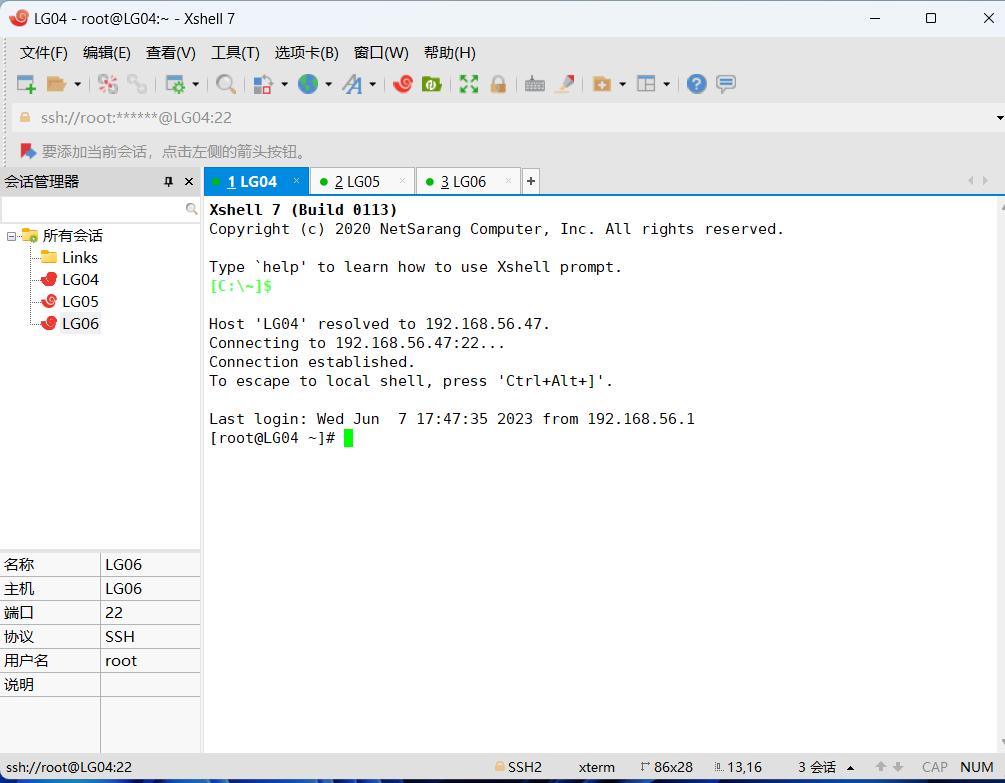 LG04 - root@LG04:~ - Xshell 7
文件(F) 编辑(E) 查看(V) 工具(T) 选项卡(B) 窗口(W) 帮助(H)
ssh://root:******@LG04:22
要添加当前会话，点击左侧的箭头按钮。
会话管理器
1 LG04
2 LG05
3 LG06
所有会话
Links
LG04
LG05
LG06
Xshell 7 (Build 0113)
Copyright (c) 2020 NetSarang Computer, Inc. All rights reserved.
Type `help' to learn how to use Xshell prompt.
[C:\~]$
Host 'LG04' resolved to 192.168.56.47.
Connecting to 192.168.56.47:22...
Connection established.
To escape to local shell, press 'Ctrl+Alt+]'.
Last login: Wed Jun  7 17:47:35 2023 from 192.168.56.1
[root@LG04 ~]#
名称 LG06
主机 LG06
端口 22
协议 SSH
用户名 root
说明
ssh://root@LG04:22 SSH2 xterm 86x28 13,16 3 会话 CAP NUM